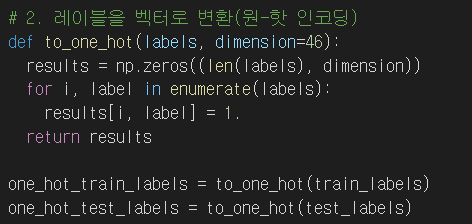 # 2. 레이블을 벡터로 변환(원-핫 인코딩)
def to_one_hot(labels, dimension=46):
  results = np.zeros((len(labels), dimension))
  for i, label in enumerate(labels):
    results[i, label] = 1.
  return results

one_hot_train_labels = to_one_hot(train_labels)
one_hot_test_labels = to_one_hot(test_labels)